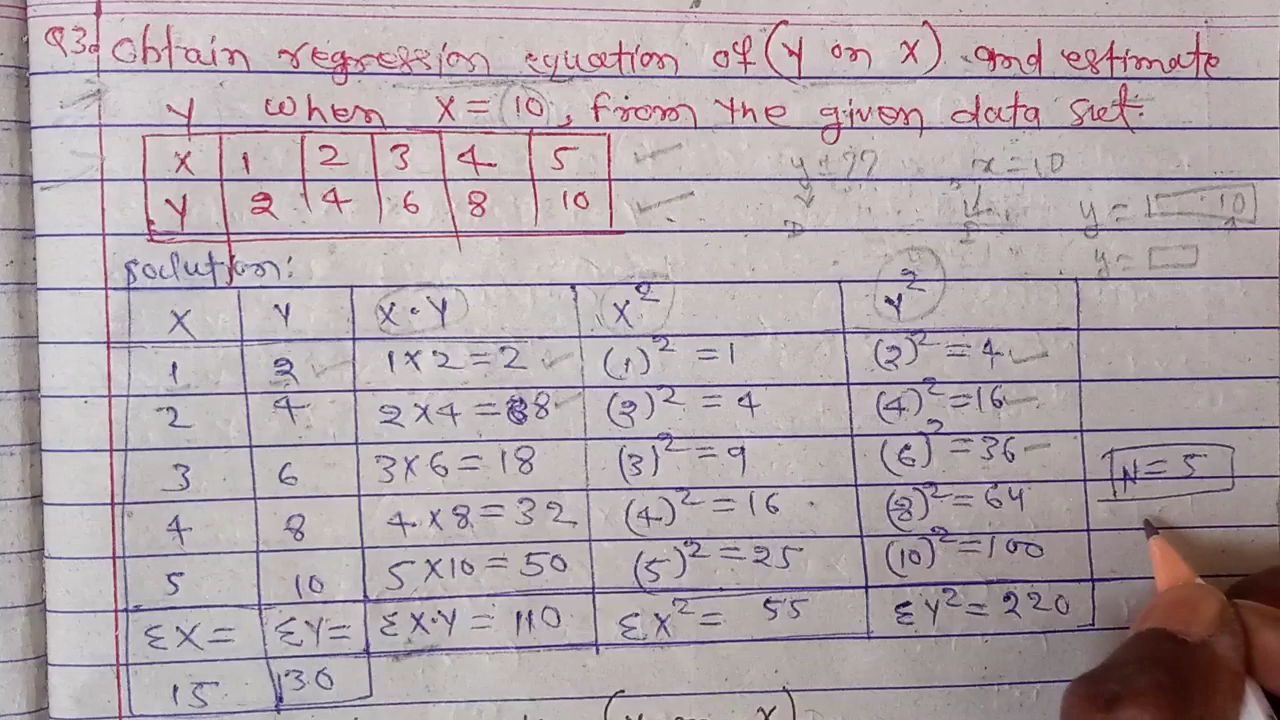 Q3. Obtain regression equation of (Y on X) and estimate
Y when X = 10, from the given data set.
X 1 2 3 4 5
Y 2 4 6 8 10
y = ?? x = 10
y = 10
D D
y =
Solution:
X Y X·Y X² Y²
1 2 1×2=2 (1)²=1 (2)²=4
2 4 2×4=8 (2)²=4 (4)²=16
3 6 3×6=18 (3)²=9 (6)²=36
N=5
4 8 4×8=32 (4)²=16 (8)²=64
5 10 5×10=50 (5)²=25 (10)²=100
ΣX= ΣY= ΣX·Y=110 ΣX²= 55 ΣY²=220
15 30